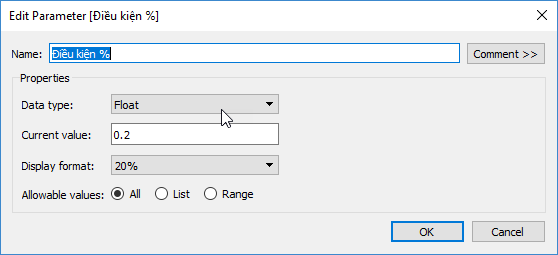 Edit Parameter [Điều kiện %]
Name: Điều kiện % Comment >>
Properties
Data type: Float
Current value: 0.2
Display format: 20%
Allowable values: All List Range
OK Cancel